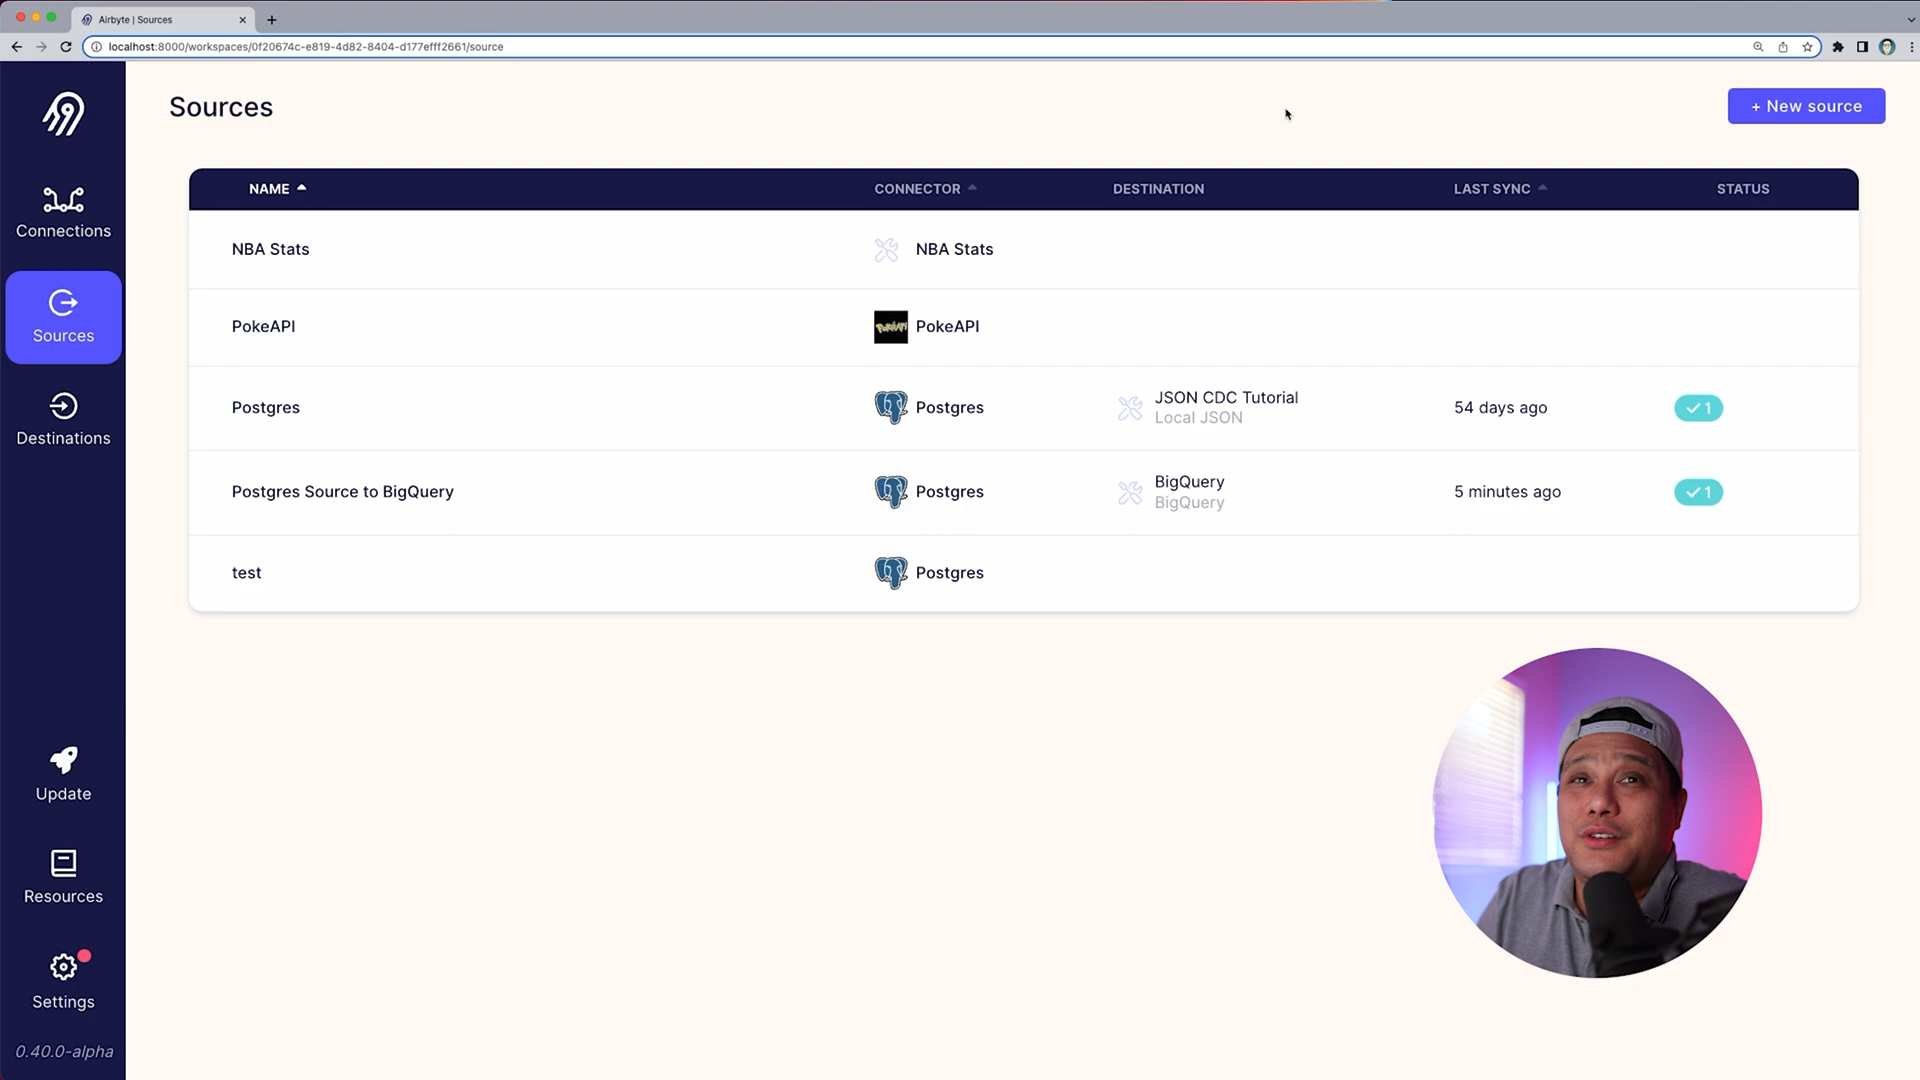 Airbyte | Sources
localhost:8000/workspaces/0f20674c-e819-4d82-8404-d177efff2661/source
Sources
+ New source
Connections
Sources
Destinations
Update
Resources
Settings
0.40.0-alpha
NAME CONNECTOR DESTINATION LAST SYNC STATUS
NBA Stats NBA Stats
PokeAPI PokéAPI PokeAPI
Postgres Postgres JSON CDC Tutorial 54 days ago 1
Local JSON
Postgres Source to BigQuery Postgres BigQuery 5 minutes ago 1
BigQuery
test Postgres